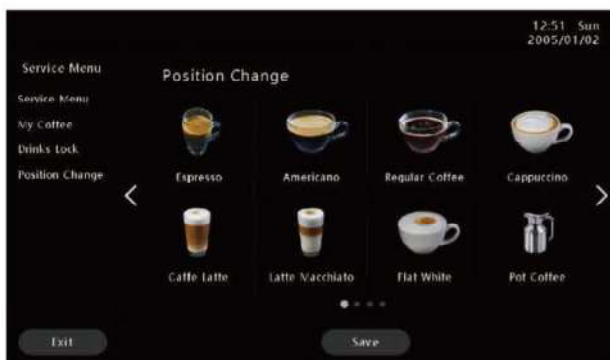 12:51 Sun
2005/01/02
Service Menu
Position Change
Service Menu
My Coffee
Drinks Lock
Position Change
Espresso
Americano
Regular Coffee
Cappuccino
Caffe Latte
Latte Macchiato
Flat White
Pot Coffee
Exit
Save